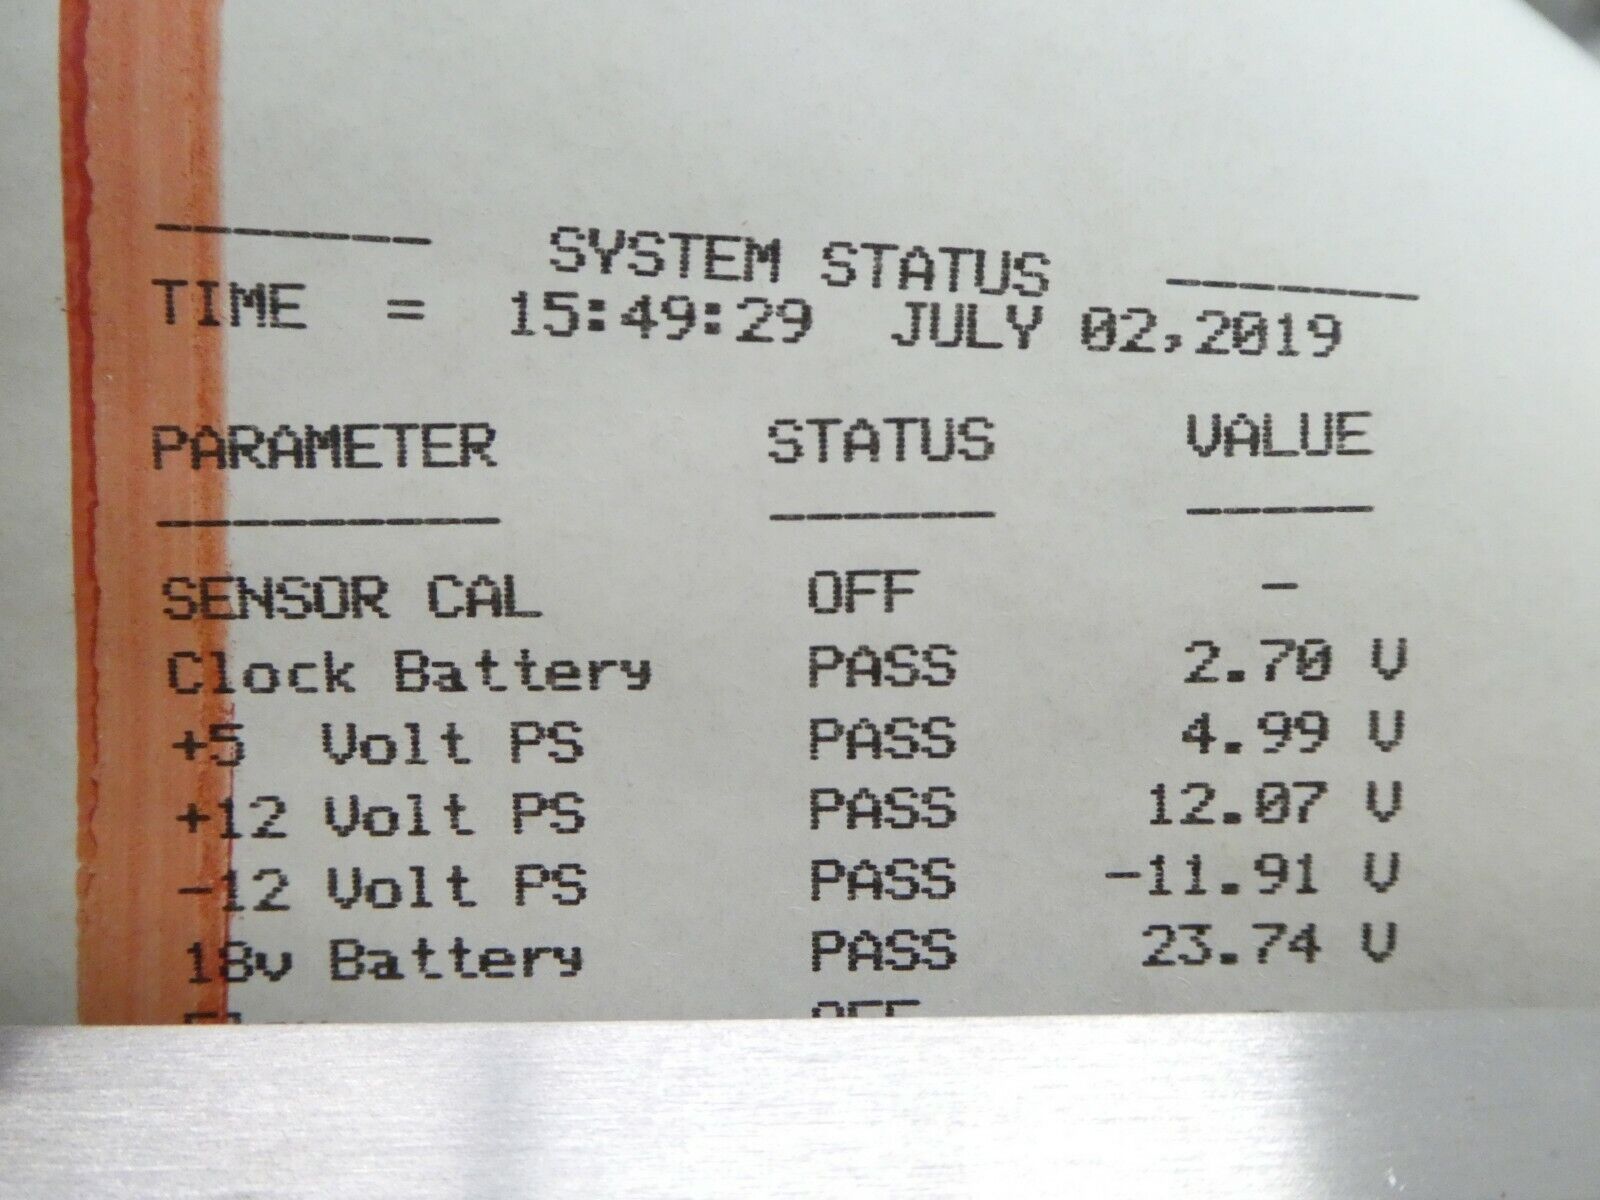 ------- SYSTEM STATUS -------
TIME = 15:49:29 JULY 02,2019
PARAMETER STATUS VALUE
--------- ------ -----
SENSOR CAL OFF -
Clock Battery PASS 2.70 V
+5 Volt PS PASS 4.99 V
+12 Volt PS PASS 12.07 V
-12 Volt PS PASS -11.91 V
18v Battery PASS 23.74 V
OFF